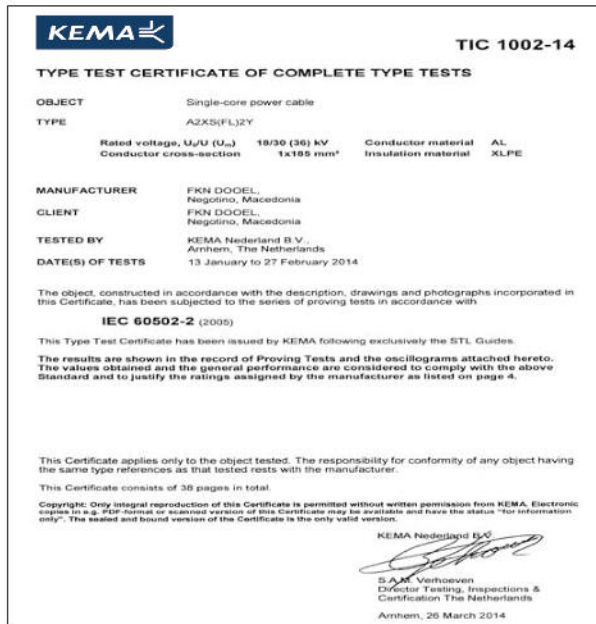 KEMA
TIC 1002-14
TYPE TEST CERTIFICATE OF COMPLETE TYPE TESTS
OBJECT Single-core power cable
TYPE A2XS(FL)2Y
Rated voltage, U₀/U (Uₘ) 18/30 (36) kV Conductor material AL
Conductor cross-section 1x185 mm² Insulation material XLPE
MANUFACTURER FKN DOOEL,
Negotino, Macedonia
CLIENT FKN DOOEL,
Negotino, Macedonia
TESTED BY KEMA Nederland B.V.,
Arnhem, The Netherlands
DATE(S) OF TESTS 13 January to 27 February 2014
The object, constructed in accordance with the description, drawings and photographs incorporated in
this Certificate, has been subjected to the series of proving tests in accordance with
IEC 60502-2 (2005)
This Type Test Certificate has been issued by KEMA following exclusively the STL Guides.
The results are shown in the record of Proving Tests and the oscillograms attached hereto.
The values obtained and the general performance are considered to comply with the above
Standard and to justify the ratings assigned by the manufacturer as listed on page 4.
This Certificate applies only to the object tested. The responsibility for conformity of any object having
the same type references as that tested rests with the manufacturer.
This Certificate consists of 38 pages in total.
Copyright: Only integral reproduction of this Certificate is permitted without written permission from KEMA. Electronic
copies in e.g. PDF-format or scanned version of this Certificate may be available and have the status "for information
only". The sealed and bound version of the Certificate is the only valid version.
KEMA Nederland B.V.
S.A.M. Verhoeven
Director Testing, Inspections &
Certification The Netherlands
Arnhem, 26 March 2014